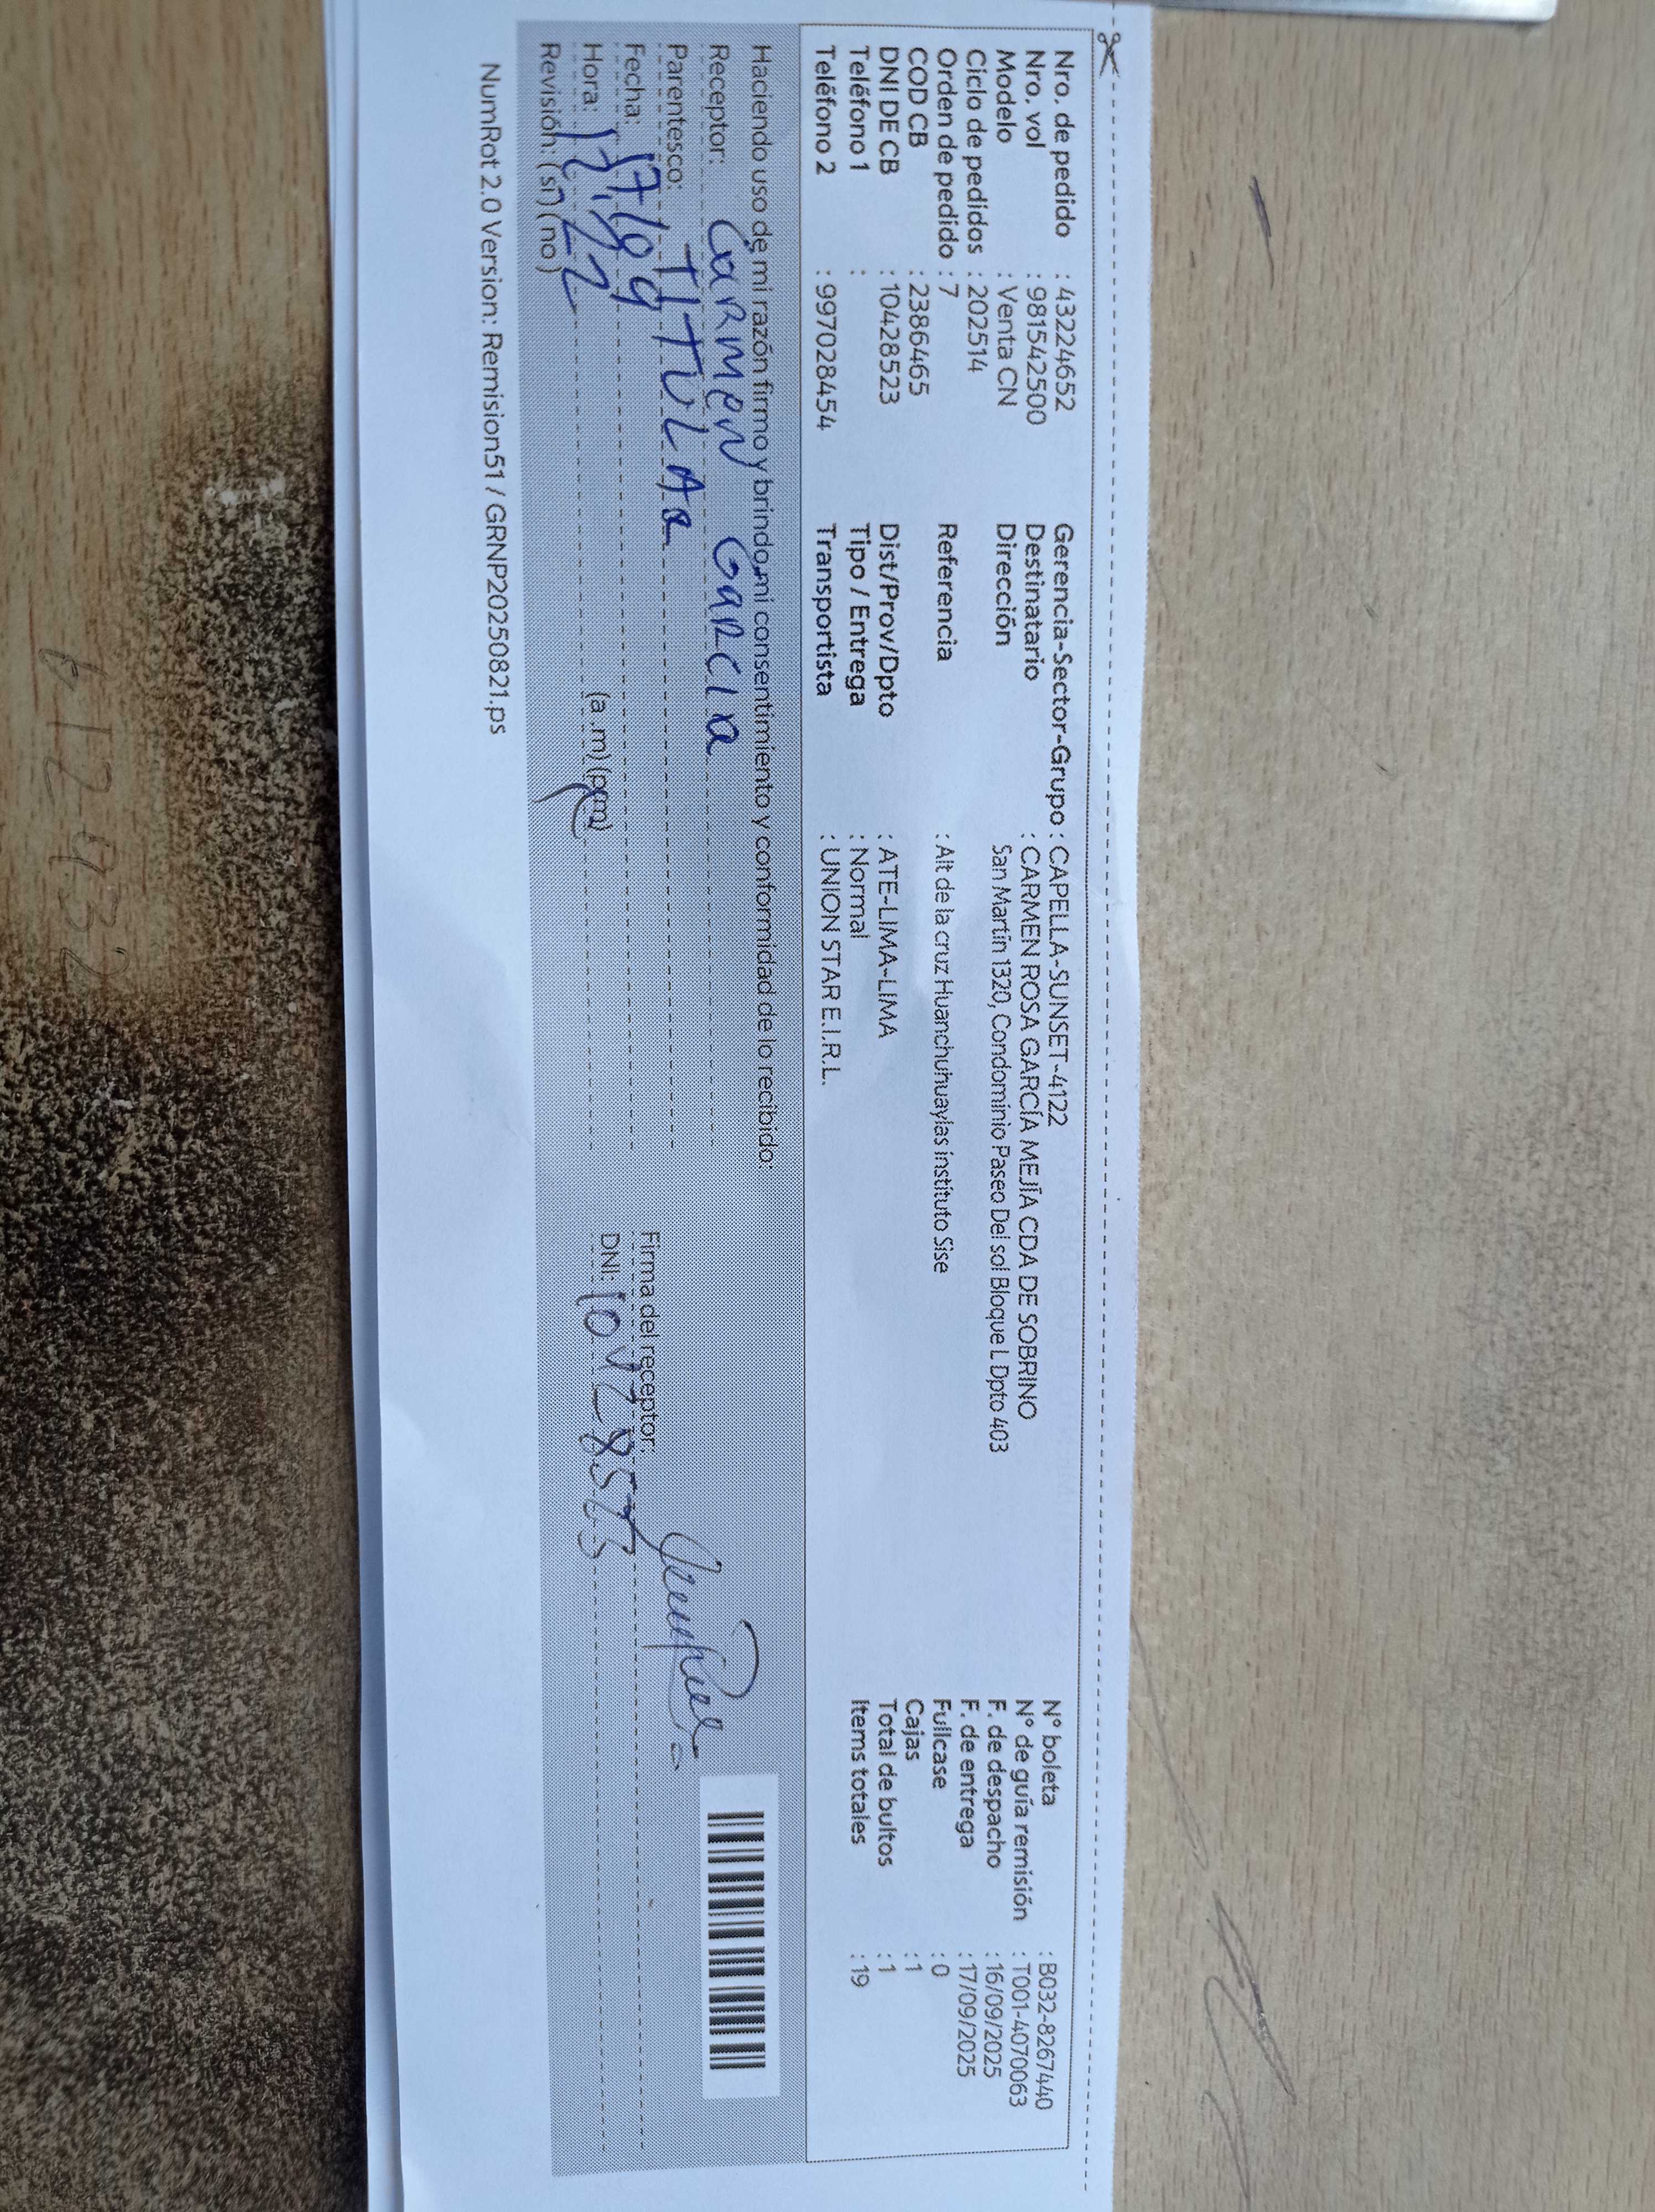 Nro. de pedido : 43224652
Nro. vol : 981542500
Modelo : Venta CN
Ciclo de pedidos : 202514
Orden de pedido : 7
COD CB : 2386465
DNI DE CB : 10428523
Teléfono 1 :
Teléfono 2 : 997028454
Gerencia-Sector-Grupo : CAPELLA-SUNSET-4122
Destinatario : CARMEN ROSA GARCÍA MEJÍA CDA DE SOBRINO
Dirección San Martín 1320, Condominio Paseo Del sol Bloque L Dpto 403
Referencia : Alt de la cruz Huanchuhuaylas instituto Sise
Dist/Prov/Dpto : ATE-LIMA-LIMA
Tipo / Entrega : Normal
Transportista : UNION STAR E.I.R.L.
N° boleta : B032-8267440
N° de guía remisión : T001-4070063
F. de despacho : 16/09/2025
F. de entrega : 17/09/2025
Fullcase : 0
Cajas : 1
Total de bultos : 1
Items totales : 19
Haciendo uso de mi razón firmo y brindo mi consentimiento y conformidad de lo recibido:
Receptor: Carmen Garcia
Parentesco: TITULAR
Fecha: 17/09
Hora: (a .m) (p.m)
Revisión: (si) (no)
Firma del receptor:
DNI: 10428523
NumRot 2.0 Version: Remision51 / GRNP20250821.ps